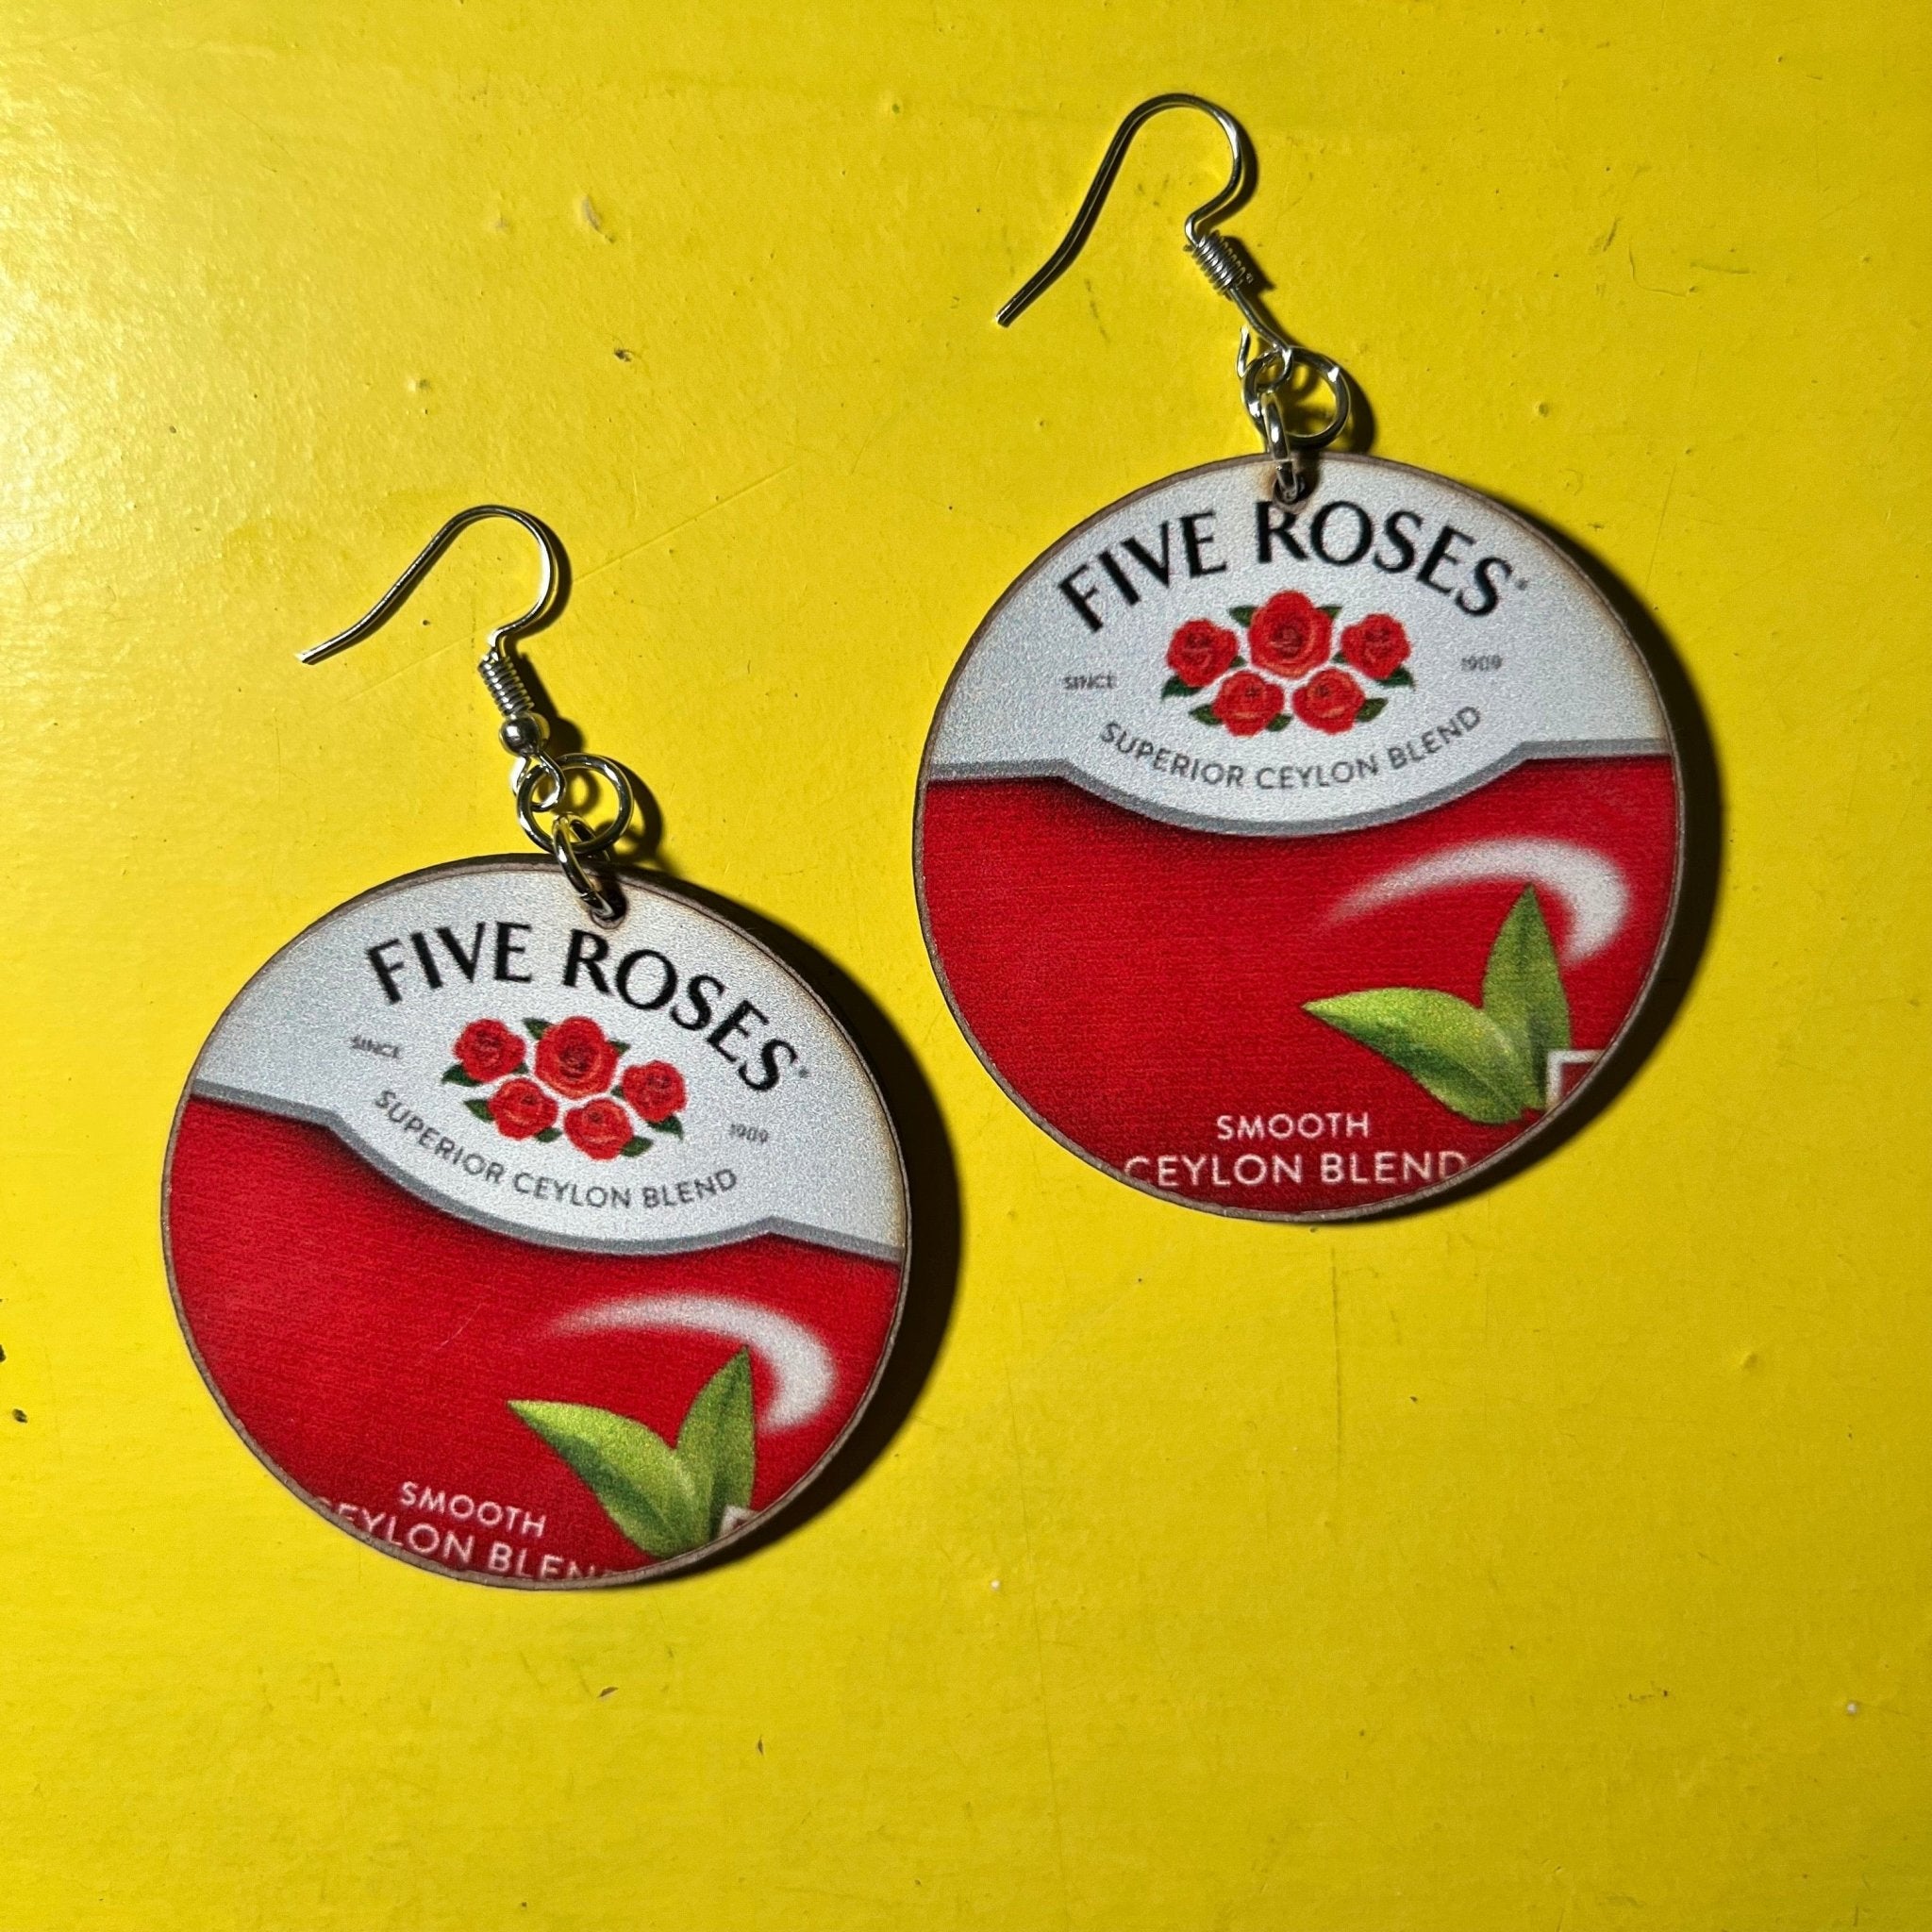 FIVE ROSES
SINCE 1909
SUPERIOR CEYLON BLEND
SMOOTH
CEYLON BLEND
FIVE ROSES
SINCE 1909
SUPERIOR CEYLON BLEND
SMOOTH
CEYLON BLEND